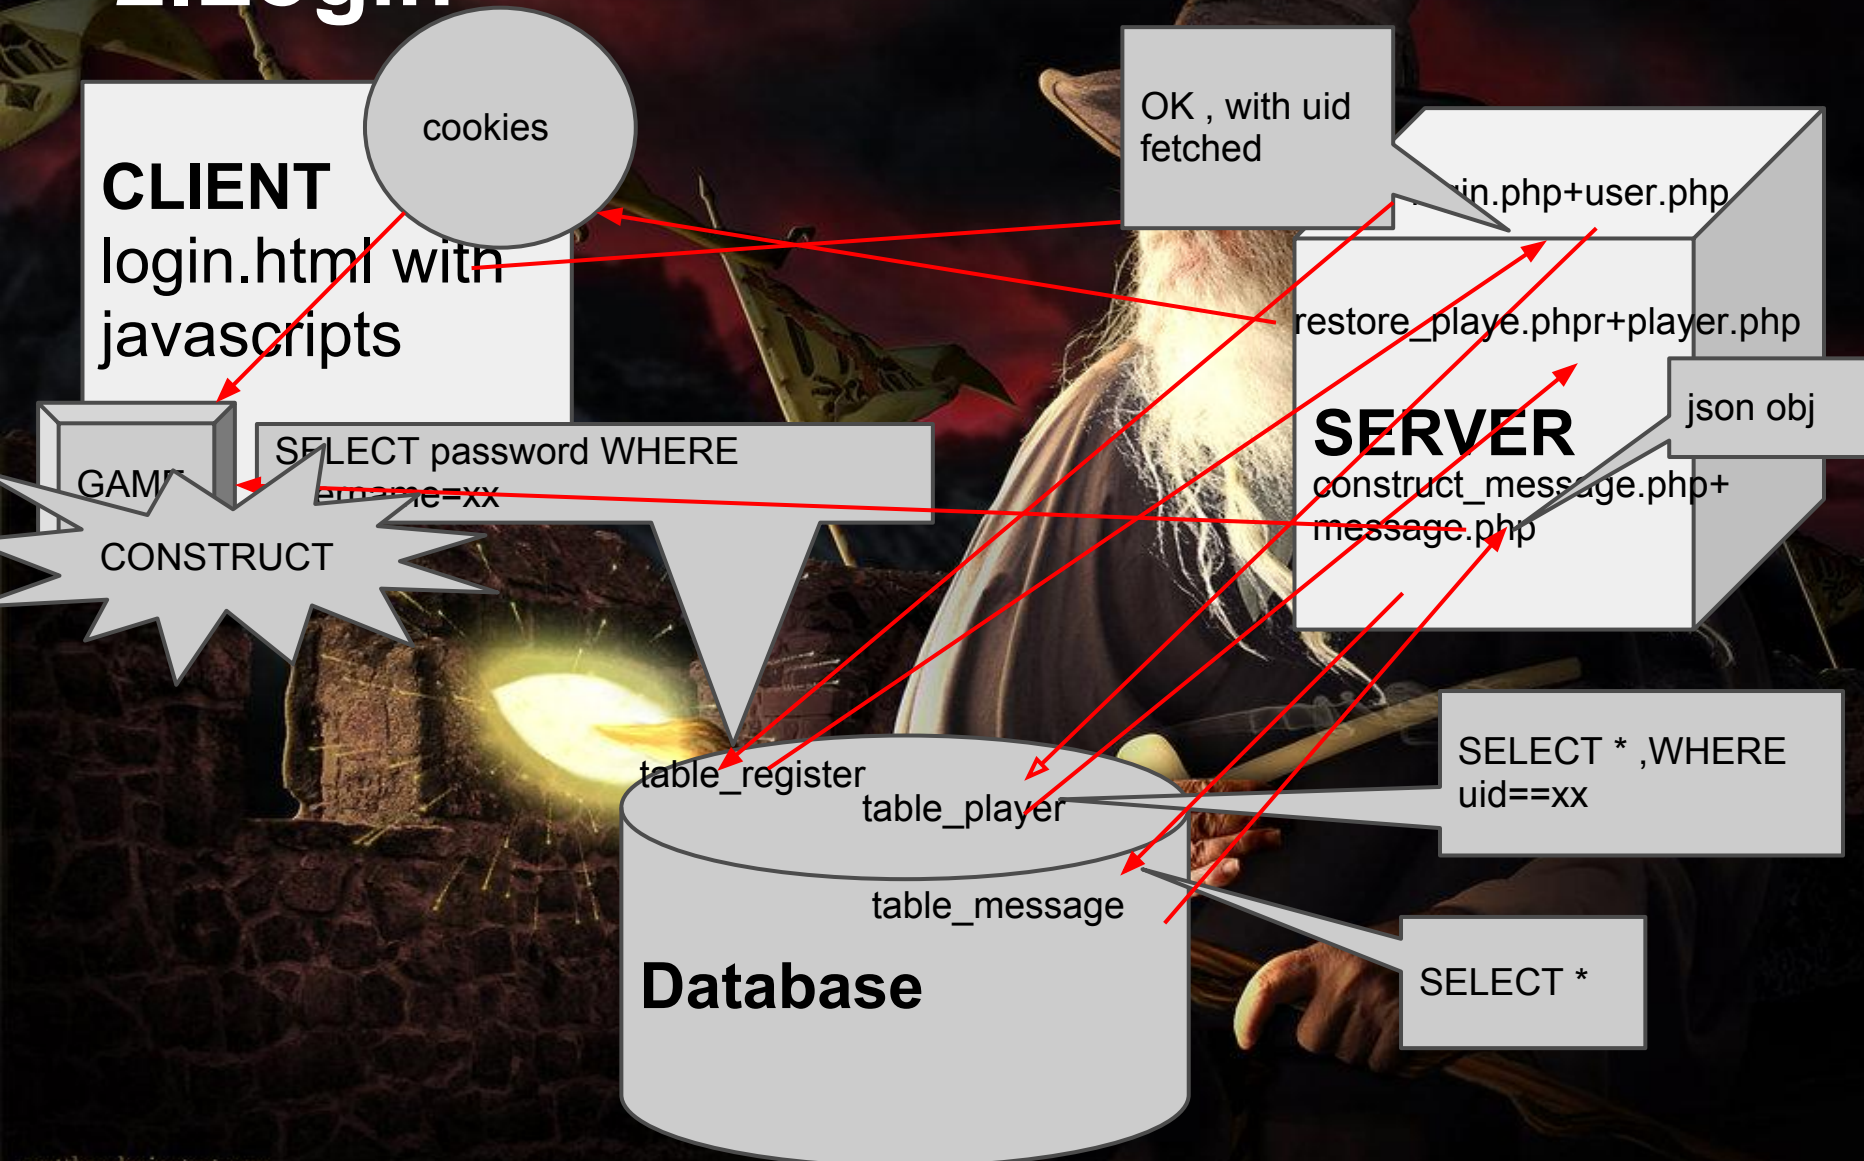 cookies
OK , with uid
fetched
CLIENT
login.html with
javascripts
php+user.php
restore_playe.phpr+player.php
json obj
SERVER
construct_message.php+
message.php
GAME
SELECT password WHERE
CONSTRUCT
SELECT * ,WHERE
uid==xx
table_register
table_player
table_message
Database
SELECT *